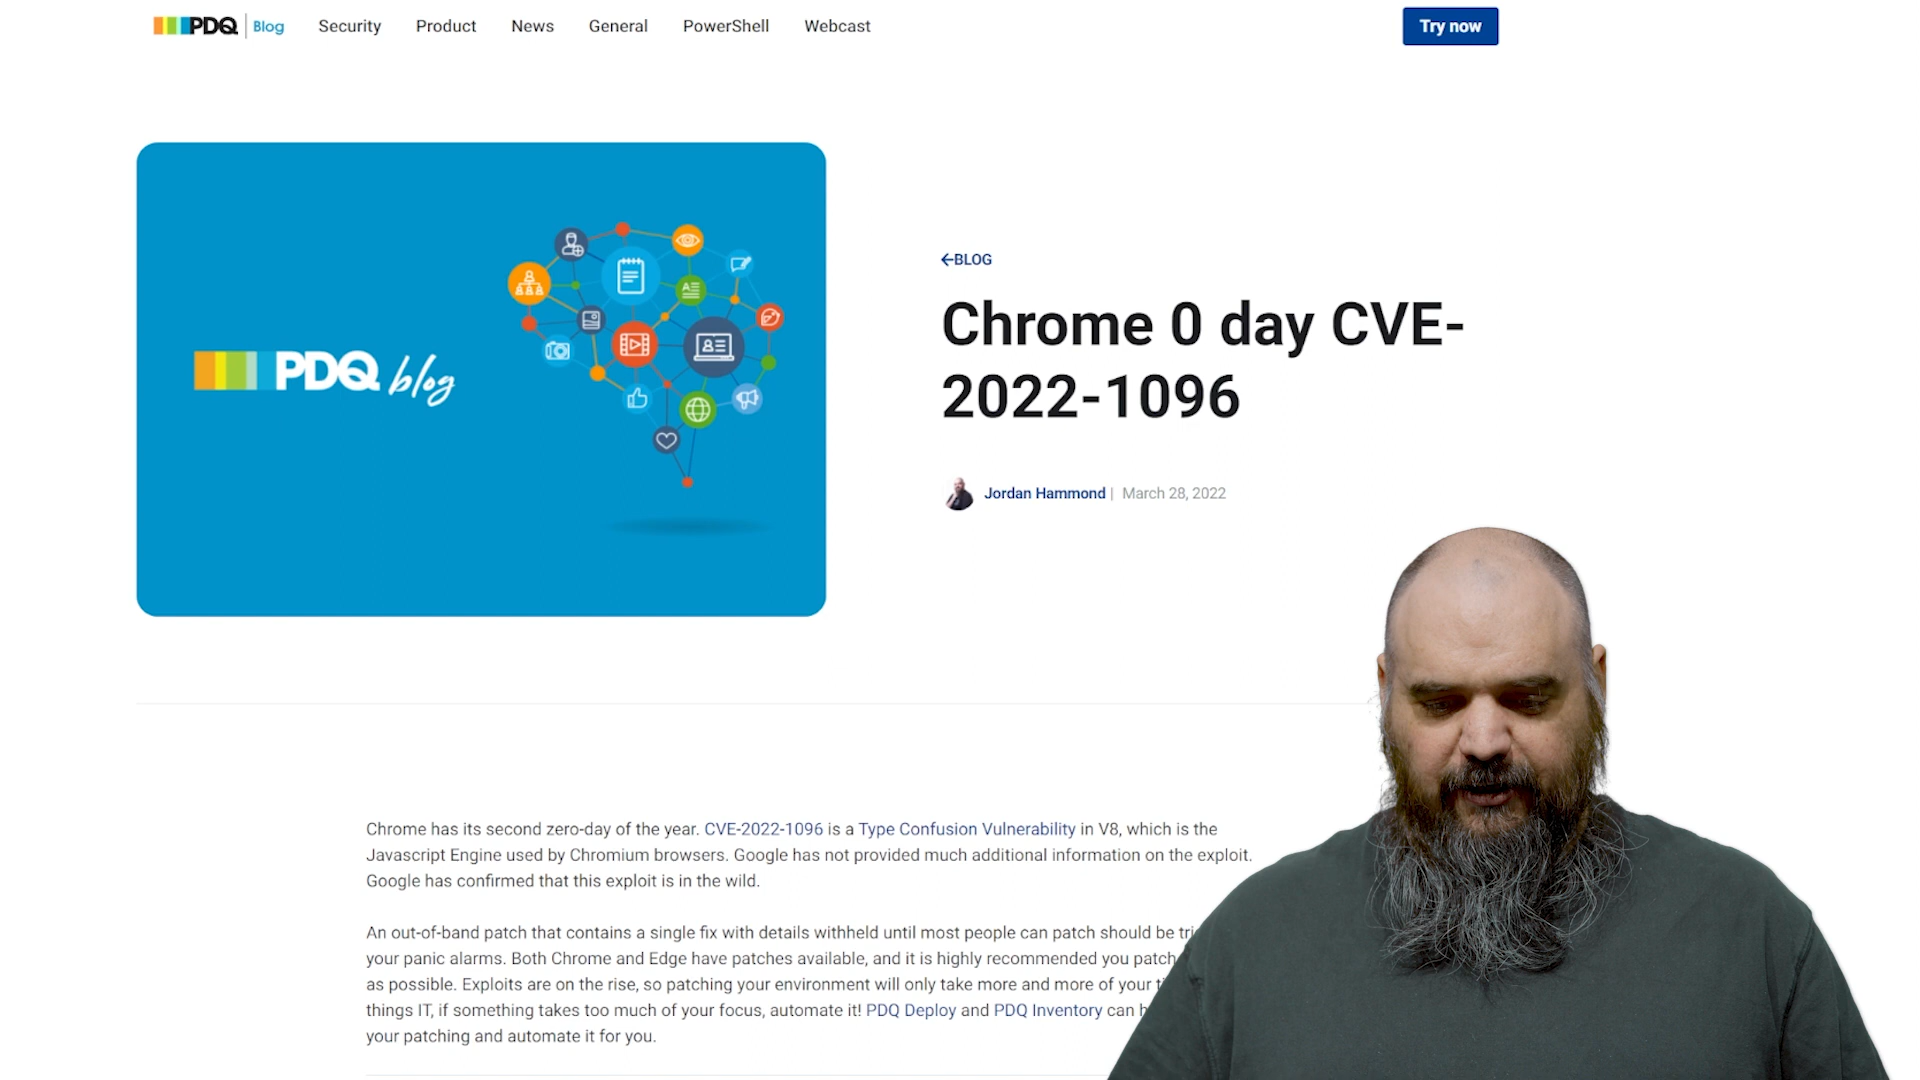 PDQ Blog Security Product News General PowerShell Webcast Try now
PDQ blog
←BLOG
Chrome 0 day CVE-
2022-1096
Jordan Hammond | March 28, 2022
Chrome has its second zero-day of the year. CVE-2022-1096 is a Type Confusion Vulnerability in V8, which is the
Javascript Engine used by Chromium browsers. Google has not provided much additional information on the exploit.
Google has confirmed that this exploit is in the wild.
An out-of-band patch that contains a single fix with details withheld until most people can patch should be
your panic alarms. Both Chrome and Edge have patches available, and it is highly recommended you patch
as possible. Exploits are on the rise, so patching your environment will only take more and more of your
things IT, if something takes too much of your focus, automate it! PDQ Deploy and PDQ Inventory can
your patching and automate it for you.